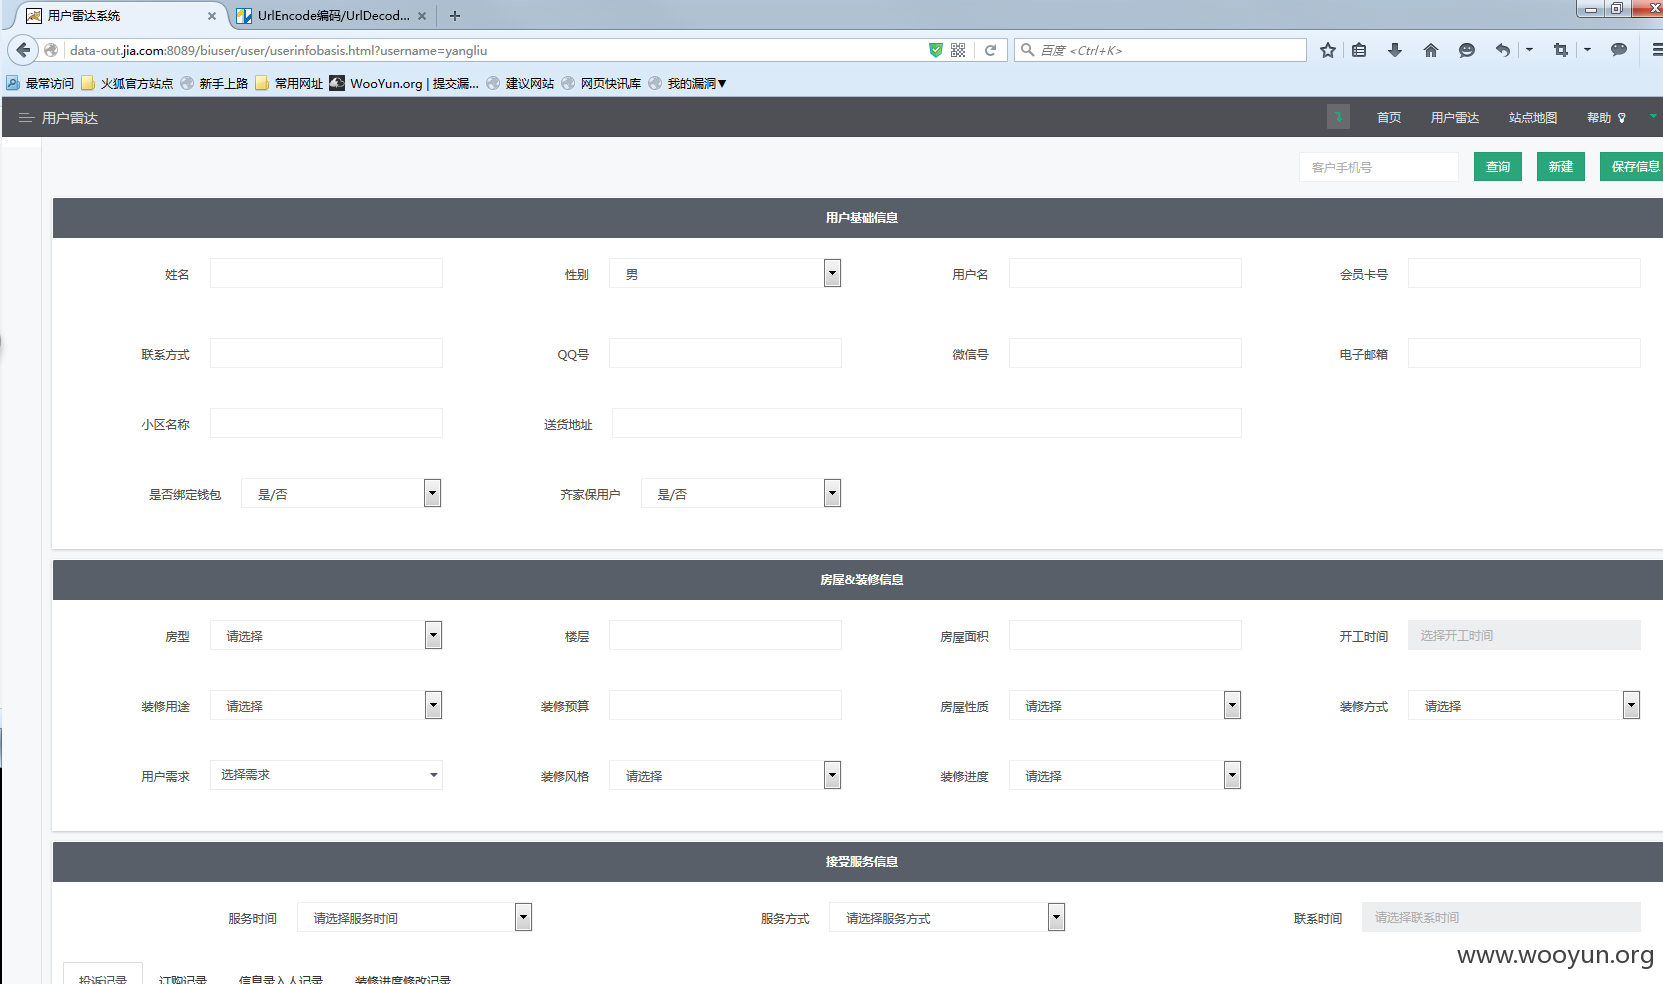 用户雷达系统
UrlEncode编码/UrlDecod...
data-out.jia.com:8089/biuser/user/userinfobasis.html?username=yangliu
百度 <Ctrl+K>
最常访问 火狐官方站点 新手上路 常用网址 WooYun.org | 提交漏... 建议网站 网页快讯库 我的漏洞▼
用户雷达 首页 用户雷达 站点地图 帮助
客户手机号 查询 新建 保存信息
用户基础信息
姓名 性别 男 用户名 会员卡号
联系方式 QQ号 微信号 电子邮箱
小区名称 送货地址
是否绑定钱包 是/否 齐家保用户 是/否
房屋&装修信息
房型 请选择 楼层 房屋面积 开工时间 选择开工时间
装修用途 请选择 装修预算 房屋性质 请选择 装修方式 请选择
用户需求 选择需求 装修风格 请选择 装修进度 请选择
接受服务信息
服务时间 请选择服务时间 服务方式 请选择服务方式 联系时间 请选择联系时间
www.wooyun.org
投诉记录 订购记录 信息录入人记录 装修进度修改记录